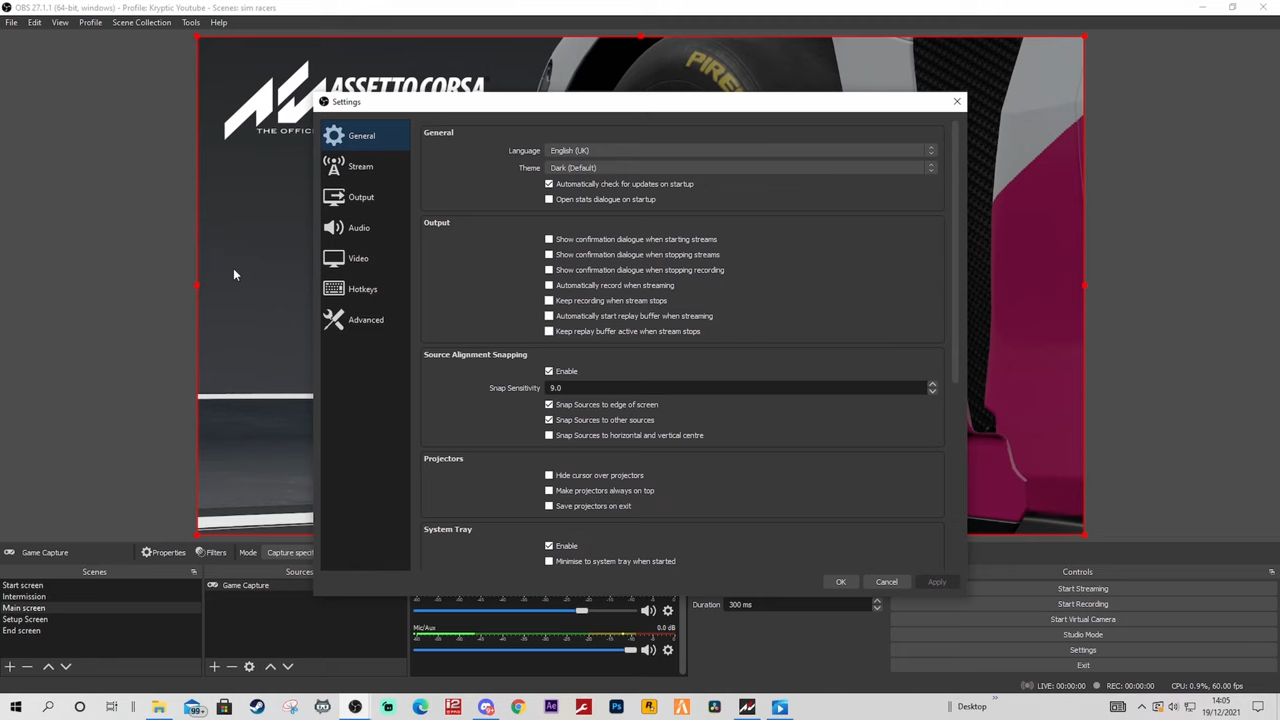 OBS 27.1.1 (64-bit, windows) - Profile: Kryptic Youtube - Scenes: sim racers
File Edit View Profile Scene Collection Tools Help
ASSETTO CORSA
THE OFFICI
PIRE
Settings
General
Stream
Output
Audio
Video
Hotkeys
Advanced
General
Language English (UK)
Theme Dark (Default)
Automatically check for updates on startup
Open stats dialogue on startup
Output
Show confirmation dialogue when starting streams
Show confirmation dialogue when stopping streams
Show confirmation dialogue when stopping recording
Automatically record when streaming
Keep recording when stream stops
Automatically start replay buffer when streaming
Keep replay buffer active when stream stops
Source Alignment Snapping
Enable
Snap Sensitivity 9.0
Snap Sources to edge of screen
Snap Sources to other sources
Snap Sources to horizontal and vertical centre
Projectors
Hide cursor over projectors
Make projectors always on top
Save projectors on exit
System Tray
Enable
Minimise to system tray when started
OK Cancel Apply
Game Capture Properties Filters Mode Capture specif
Scenes
Start screen
Intermission
Main screen
Setup Screen
End screen
Sources
Game Capture
Mic/Aux 0.0 dB
Duration 300 ms
Controls
Start Streaming
Start Recording
Start Virtual Camera
Studio Mode
Settings
Exit
LIVE: 00:00:00 REC: 00:00:00 CPU: 0.9%, 60.00 fps
99+ Desktop 14:05
19/12/2021